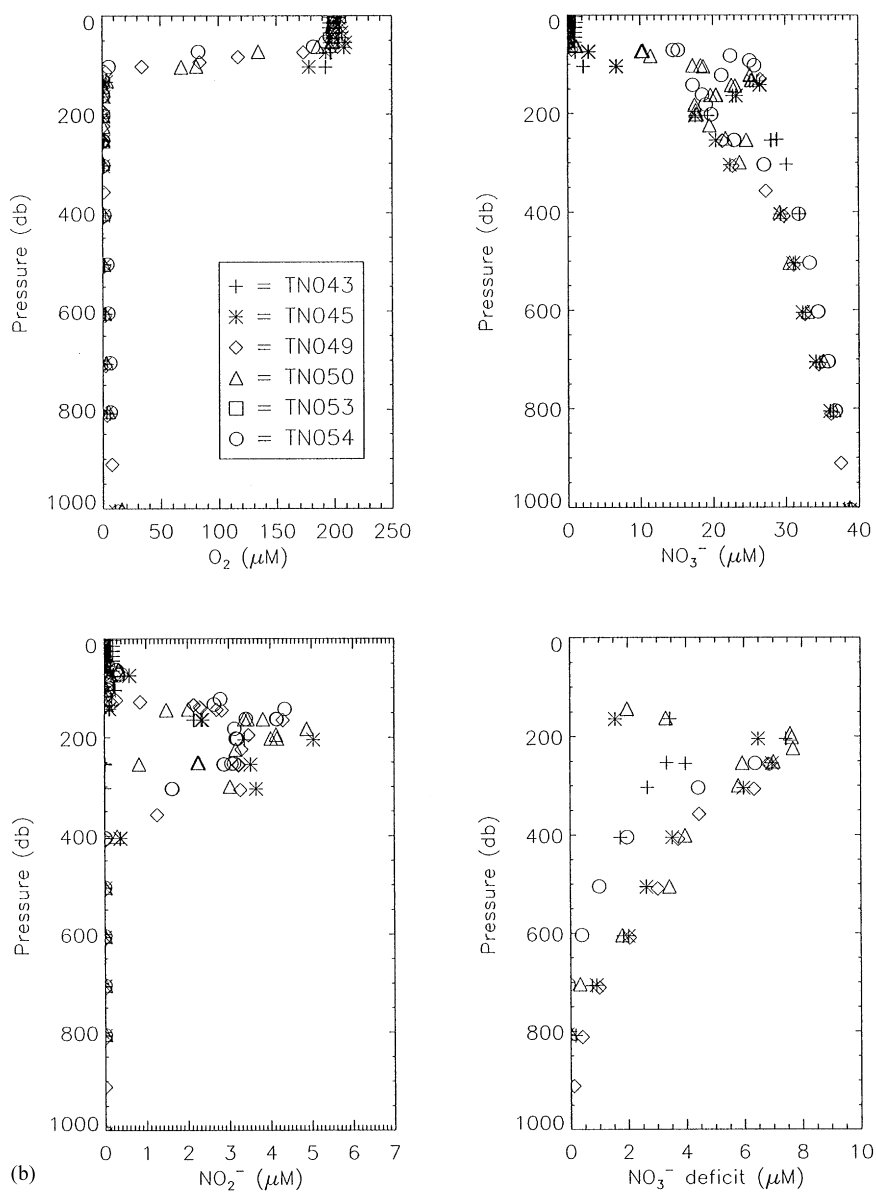 0
200
400
600
800
1000
Pressure (db)
+ = TN043
✳ = TN045
◇ = TN049
△ = TN050
□ = TN053
○ = TN054
0 50 100 150 200 250
O₂ (μM)
0
200
400
600
800
1000
Pressure (db)
0 10 20 30 40
NO₃⁻ (μM)
0
200
400
600
800
1000
Pressure (db)
0 1 2 3 4 5 6 7
NO₂⁻ (μM)
0
200
400
600
800
1000
Pressure (db)
0 2 4 6 8 10
NO₃⁻ deficit (μM)
(b)